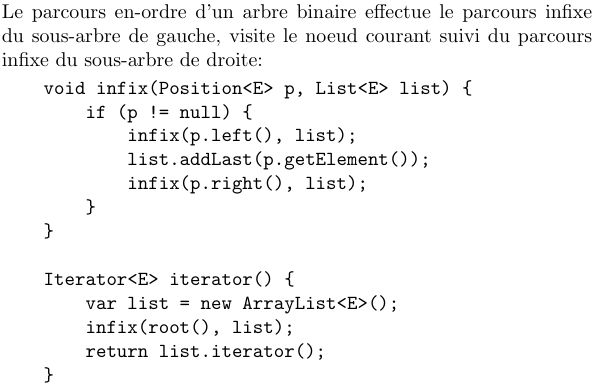 Le parcours en-ordre d'un arbre binaire effectue le parcours infixe
du sous-arbre de gauche, visite le noeud courant suivi du parcours
infixe du sous-arbre de droite:
    void infix(Position<E> p, List<E> list) {
        if (p != null) {
            infix(p.left(), list);
            list.addLast(p.getElement());
            infix(p.right(), list);
        }
    }

    Iterator<E> iterator() {
        var list = new ArrayList<E>();
        infix(root(), list);
        return list.iterator();
    }